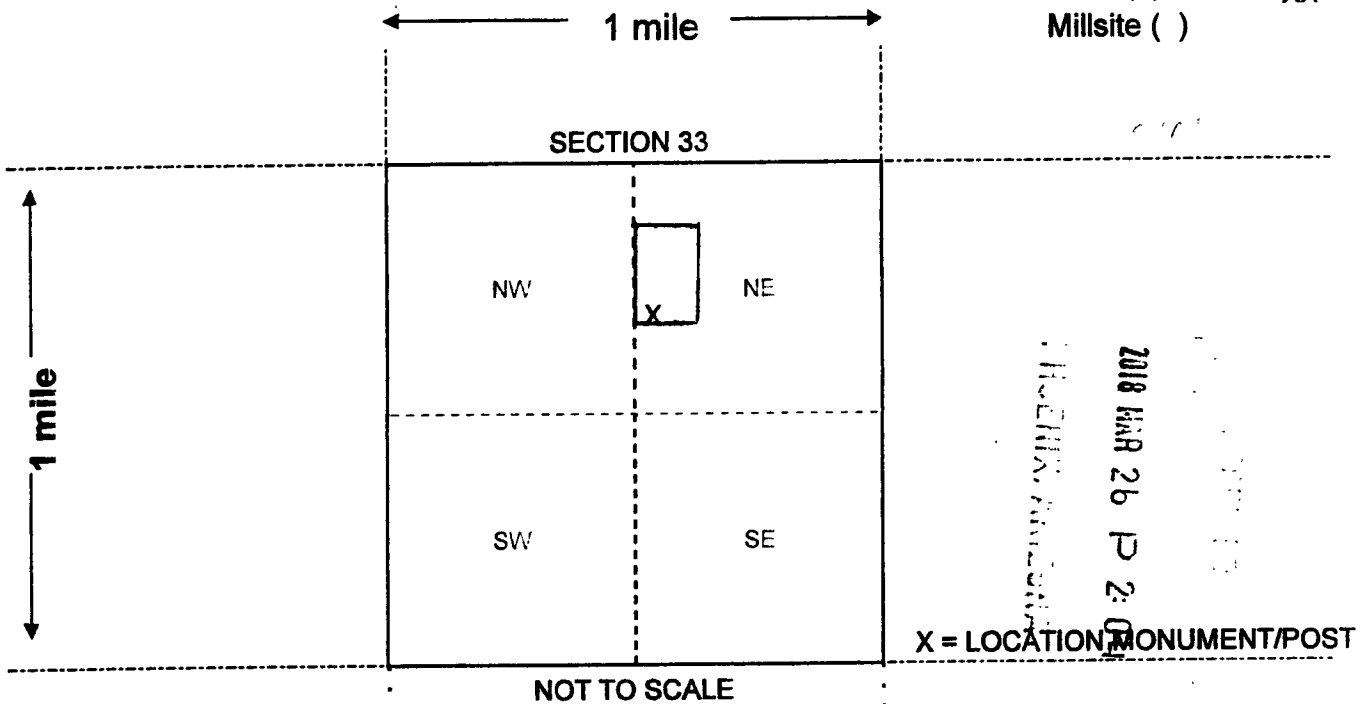 1 mile
Millsite ( )
SECTION 33
NW
NE
X
1 mile
SW
SE
2018 MAR 26 P 2:
X = LOCATION MONUMENT/POST
NOT TO SCALE